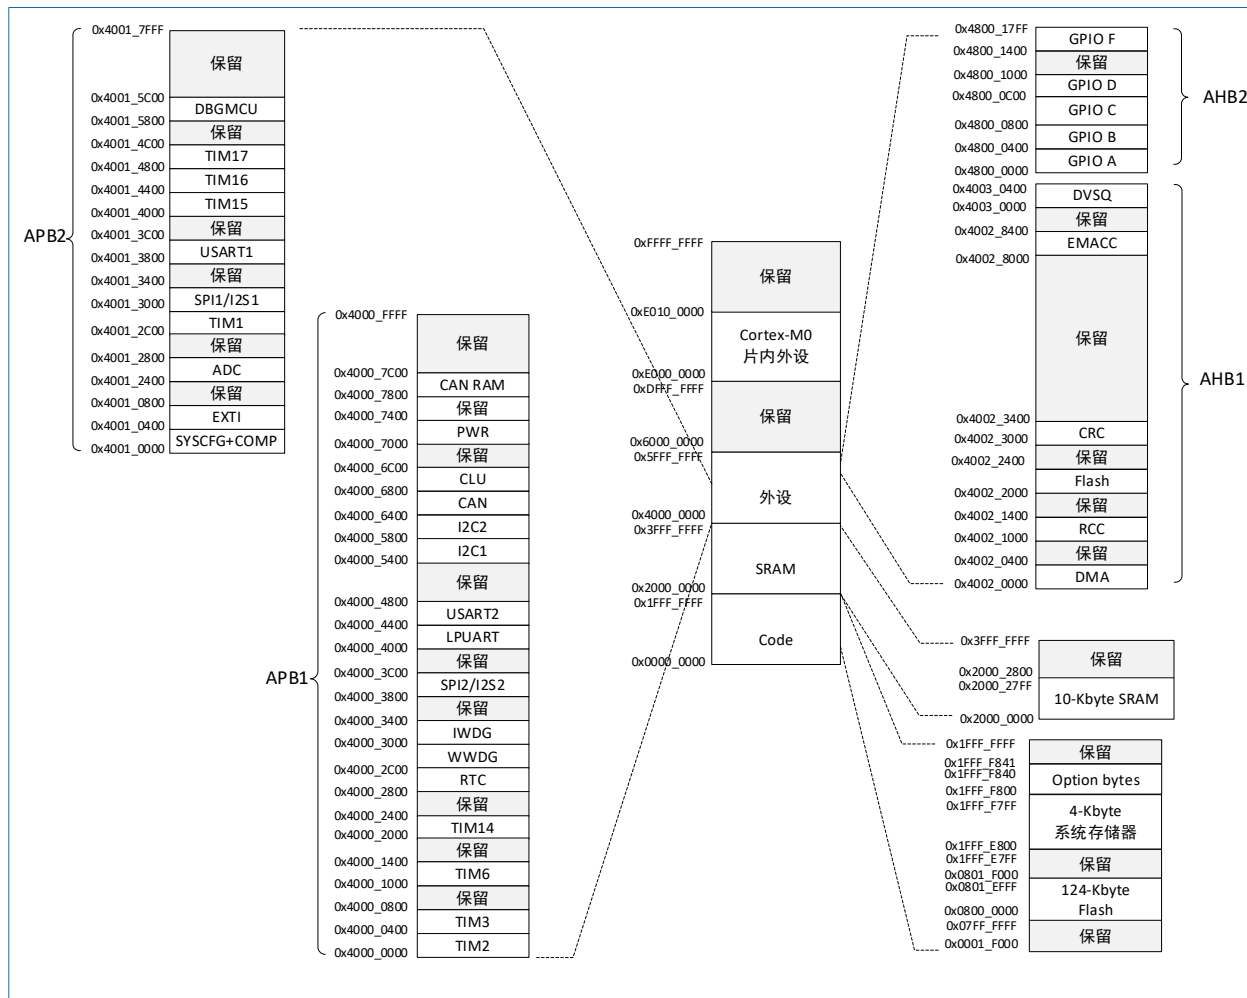 APB2
0x4001_7FFF
保留
0x4001_5C00
DBGMCU
0x4001_5800
保留
0x4001_4C00
TIM17
0x4001_4800
TIM16
0x4001_4400
TIM15
0x4001_4000
保留
0x4001_3C00
USART1
0x4001_3800
保留
0x4001_3400
SPI1/I2S1
0x4001_3000
TIM1
0x4001_2C00
保留
0x4001_2800
ADC
0x4001_2400
保留
0x4001_0800
EXTI
0x4001_0400
SYSCFG+COMP
0x4001_0000
APB1
0x4000_FFFF
保留
0x4000_7C00
CAN RAM
0x4000_7800
保留
0x4000_7400
PWR
0x4000_7000
保留
0x4000_6C00
CLU
0x4000_6800
CAN
0x4000_6400
I2C2
0x4000_5800
I2C1
0x4000_5400
保留
0x4000_4800
USART2
0x4000_4400
LPUART
0x4000_4000
保留
0x4000_3C00
SPI2/I2S2
0x4000_3800
保留
0x4000_3400
IWDG
0x4000_3000
WWDG
0x4000_2C00
RTC
0x4000_2800
保留
0x4000_2400
TIM14
0x4000_2000
保留
0x4000_1400
TIM6
0x4000_1000
保留
0x4000_0800
TIM3
0x4000_0400
TIM2
0x4000_0000
0xFFFF_FFFF
保留
0xE010_0000
Cortex-M0
片内外设
0xE000_0000
0xDFFF_FFFF
保留
0x6000_0000
0x5FFF_FFFF
外设
0x4000_0000
0x3FFF_FFFF
SRAM
0x2000_0000
0x1FFF_FFFF
Code
0x0000_0000
0x4800_17FF
GPIO F
0x4800_1400
保留
0x4800_1000
GPIO D
0x4800_0C00
GPIO C
0x4800_0800
GPIO B
0x4800_0400
GPIO A
0x4800_0000
AHB2
0x4003_0400
DVSQ
0x4003_0000
保留
0x4002_8400
EMACC
0x4002_8000
保留
0x4002_3400
CRC
0x4002_3000
保留
0x4002_2400
Flash
0x4002_2000
保留
0x4002_1400
RCC
0x4002_1000
保留
0x4002_0400
DMA
0x4002_0000
AHB1
0x3FFF_FFFF
保留
0x2000_2800
0x2000_27FF
10-Kbyte SRAM
0x2000_0000
0x1FFF_FFFF
保留
0x1FFF_F841
0x1FFF_F840
Option bytes
0x1FFF_F800
0x1FFF_F7FF
4-Kbyte
系统存储器
0x1FFF_E800
0x1FFF_E7FF
保留
0x0801_F000
0x0801_EFFF
124-Kbyte
Flash
0x0800_0000
0x07FF_FFFF
保留
0x0001_F000